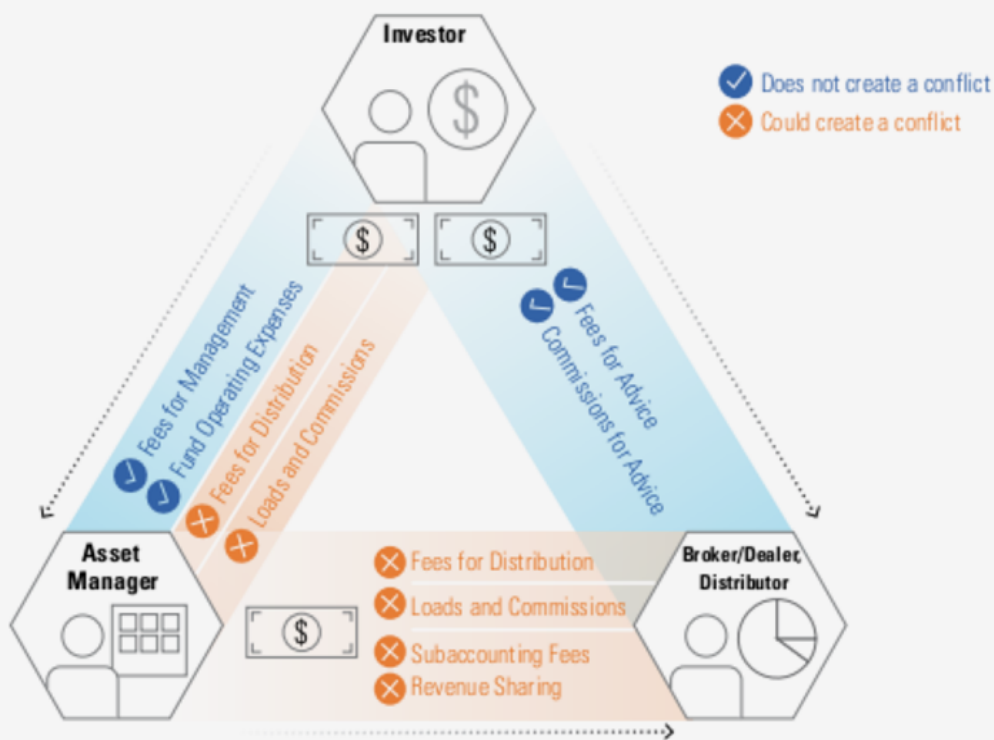 Investor
Does not create a conflict
Could create a conflict
$
$
$
Fees for Management
Fund Operating Expenses
Fees for Distribution
Loads and Commissions
Fees for Advice
Commissions for Advice
Asset
Manager
$
Fees for Distribution
Loads and Commissions
Subaccounting Fees
Revenue Sharing
Broker/Dealer,
Distributor